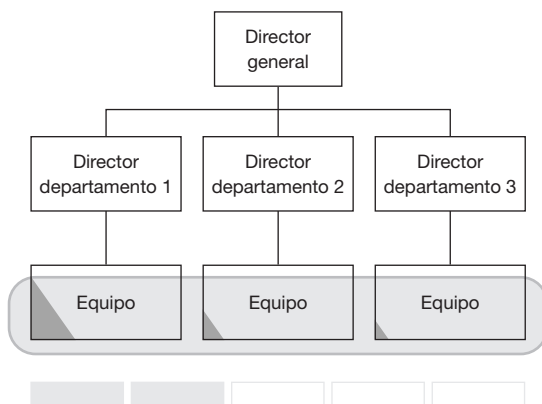 Director
general
Director
departamento 1
Director
departamento 2
Director
departamento 3
Equipo
Equipo
Equipo